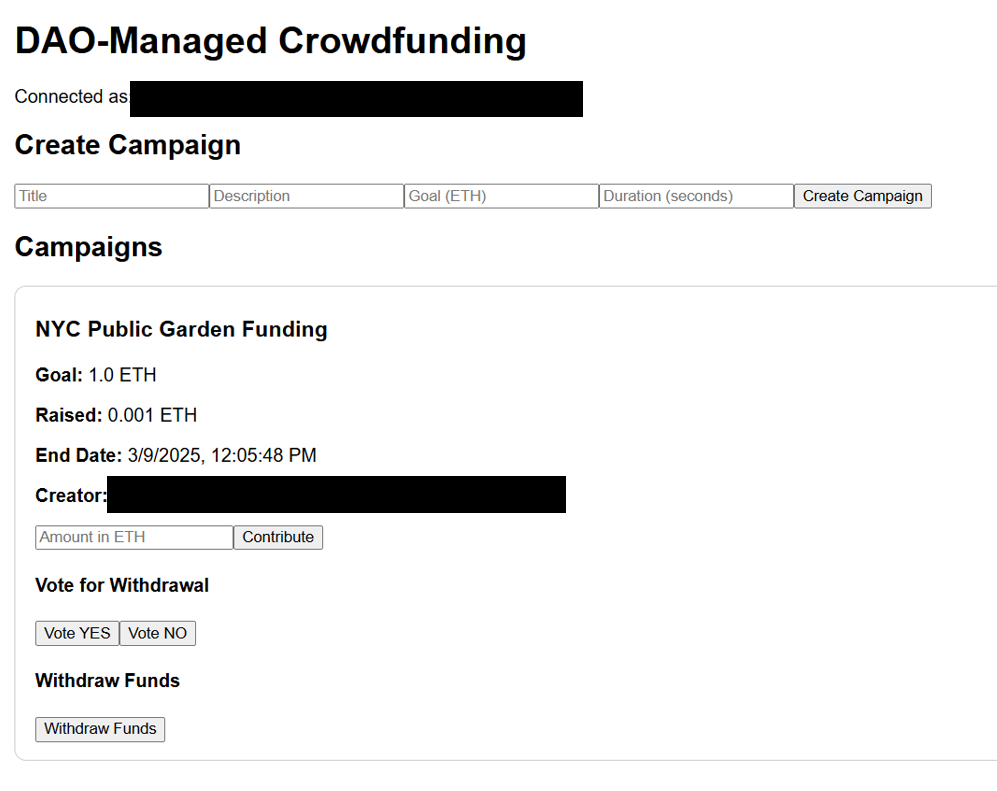 DAO-Managed Crowdfunding
Connected as:
Create Campaign
Title Description Goal (ETH) Duration (seconds) Create Campaign
Campaigns
NYC Public Garden Funding
Goal: 1.0 ETH
Raised: 0.001 ETH
End Date: 3/9/2025, 12:05:48 PM
Creator:
Amount in ETH Contribute
Vote for Withdrawal
Vote YES Vote NO
Withdraw Funds
Withdraw Funds